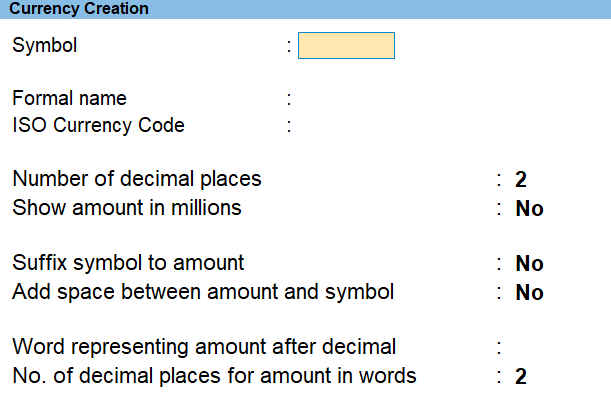 Currency Creation
Symbol :
Formal name :
ISO Currency Code :
Number of decimal places : 2
Show amount in millions : No
Suffix symbol to amount : No
Add space between amount and symbol : No
Word representing amount after decimal :
No. of decimal places for amount in words : 2